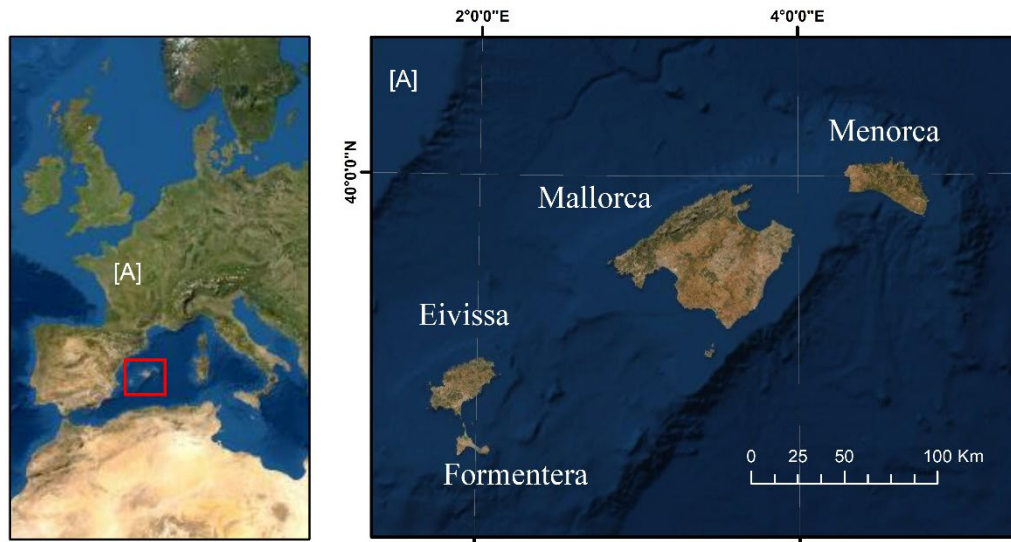 2°0'0"E
4°0'0"E
[A]
40°0'0"N
Menorca
Mallorca
[A]
Eivissa
Formentera
0 25 50 100 Km